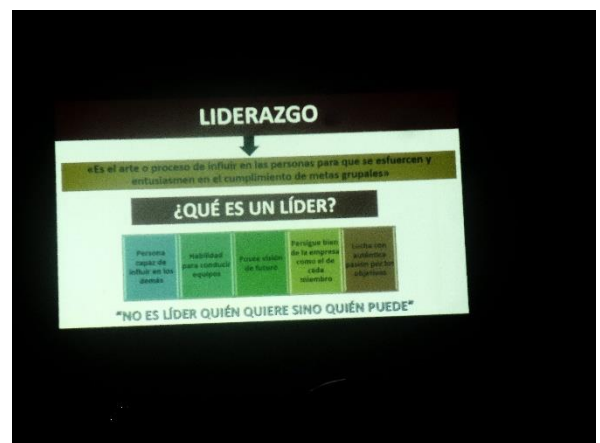 LIDERAZGO
«Es el arte o proceso de influir en las personas para que se esfuercen y
entusiasmen en el cumplimiento de metas grupales»
¿QUÉ ES UN LÍDER?
Persona
capaz de
influir en los
demás
Habilidad
para conducir
equipos
Posee visión
de futuro
Persigue bien
de la empresa
como el de
cada
miembro
Lucha con
auténtica
pasión por los
objetivos
"NO ES LÍDER QUIÉN QUIERE SINO QUIÉN PUEDE"